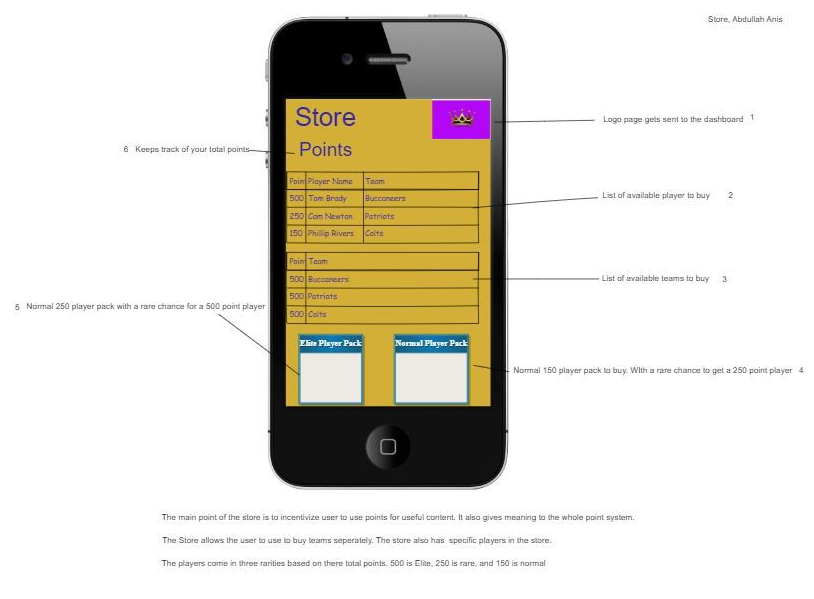 Store, Abdullah Anis
Store
Logo page gets sent to the dashboard 1
6 Keeps track of your total points
Points
Poin Player Name Team
500 Tom Brady Buccaneers
250 Cam Newton Patriots
150 Phillip Rivers Colts
List of available player to buy 2
Poin Team
500 Buccaneers
500 Patriots
500 Colts
List of available teams to buy 3
5 Normal 250 player pack with a rare chance for a 500 point player
Elite Player Pack Normal Player Pack
Normal 150 player pack to buy. WIth a rare chance to get a 250 point player 4
The main point of the store is to incentivize user to use points for useful content. It also gives meaning to the whole point system.
The Store allows the user to use to buy teams seperately. The store also has specific players in the store.
The players come in three rarities based on there total points. 500 is Elite, 250 is rare, and 150 is normal